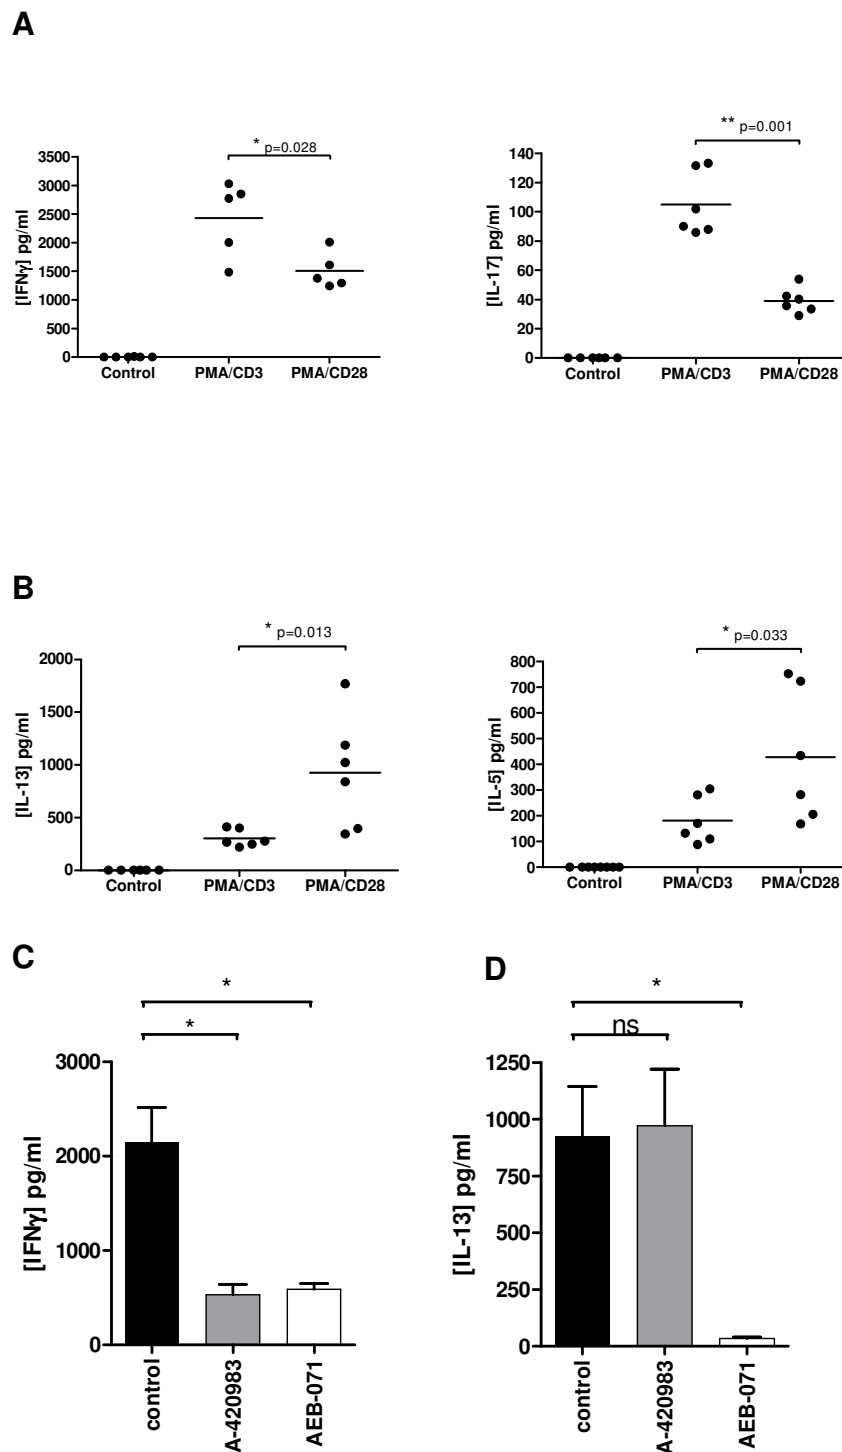 A
* p=0.028
[IFNγ] pg/ml
3500
3000
2500
2000
1500
1000
500
0
Control PMA/CD3 PMA/CD28
** p=0.001
[IL-17] pg/ml
140
120
100
80
60
40
20
0
Control PMA/CD3 PMA/CD28
B
* p=0.013
[IL-13] pg/ml
2000
1500
1000
500
0
Control PMA/CD3 PMA/CD28
* p=0.033
[IL-5] pg/ml
800
700
600
500
400
300
200
100
0
Control PMA/CD3 PMA/CD28
C
*
*
[IFNγ] pg/ml
3000
2000
1000
0
control
A-420983
AEB-071
D
*
ns
[IL-13] pg/ml
1250
1000
750
500
250
0
control
A-420983
AEB-071